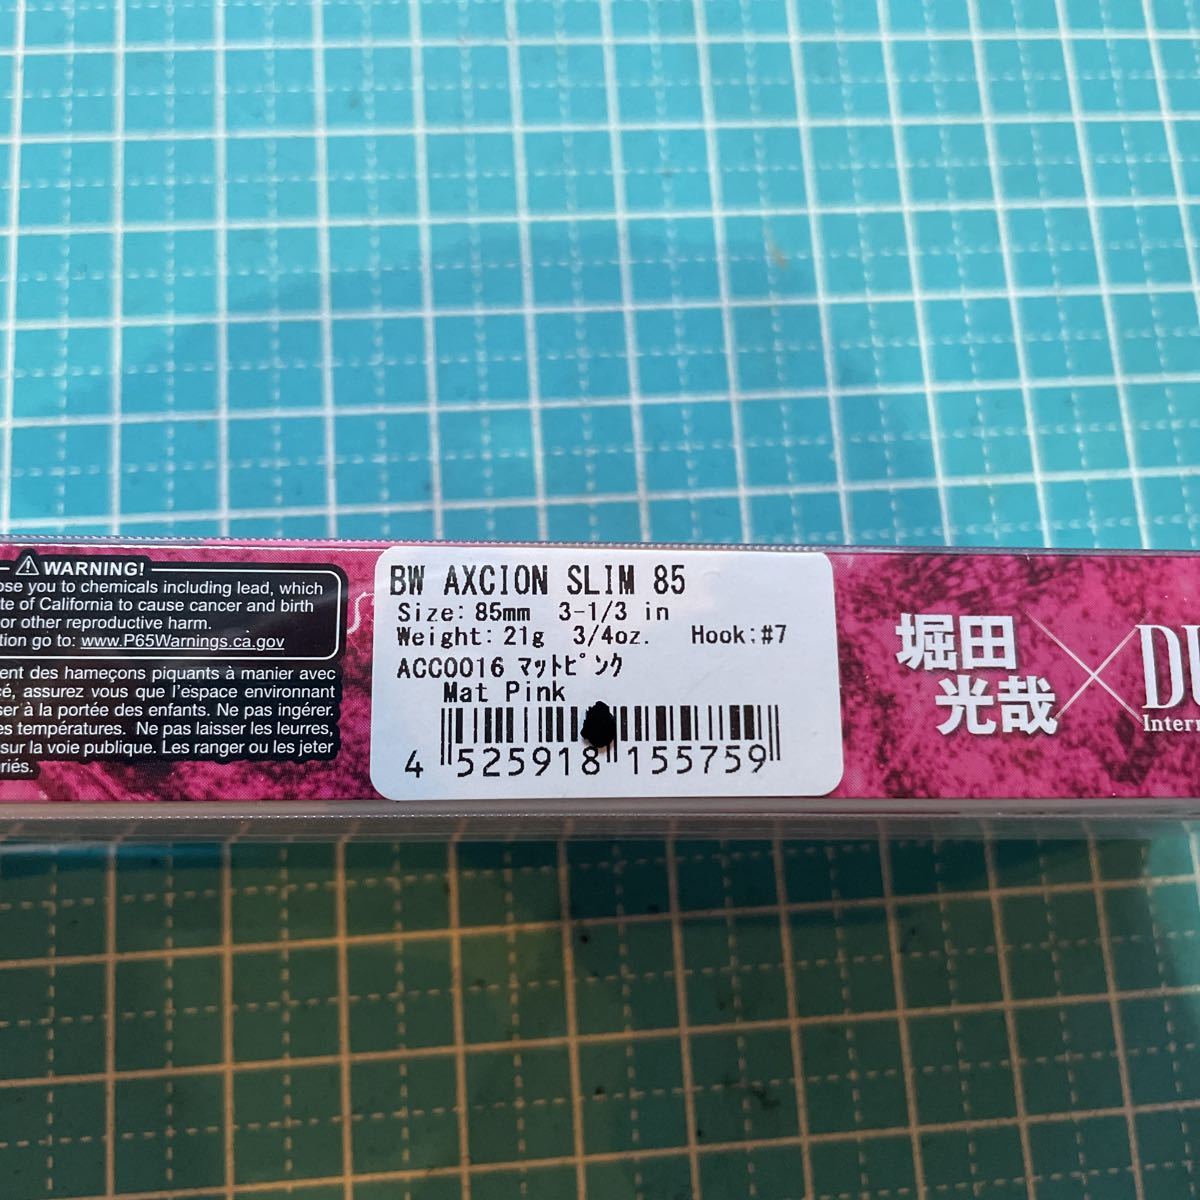 WARNING!
ose you to chemicals including lead, which
te of California to cause cancer and birth
or other reproductive harm.
tion go to: www.P65Warnings.ca.gov
ent des hameçons piquants à manier avec
cé, assurez vous que l'espace environnant
ser à la portée des enfants. Ne pas ingérer.
es températures. Ne pas laisser les leurres,
sur la voie publique. Les ranger ou les jeter
riés.
BW AXCION SLIM 85
Size: 85mm 3-1/3 in
Weight: 21g 3/4oz. Hook:#7
ACC0016 ﾏｯﾄﾋﾟﾝｸ
Mat Pink
4 525918 155759
堀田
光哉
×
Intern